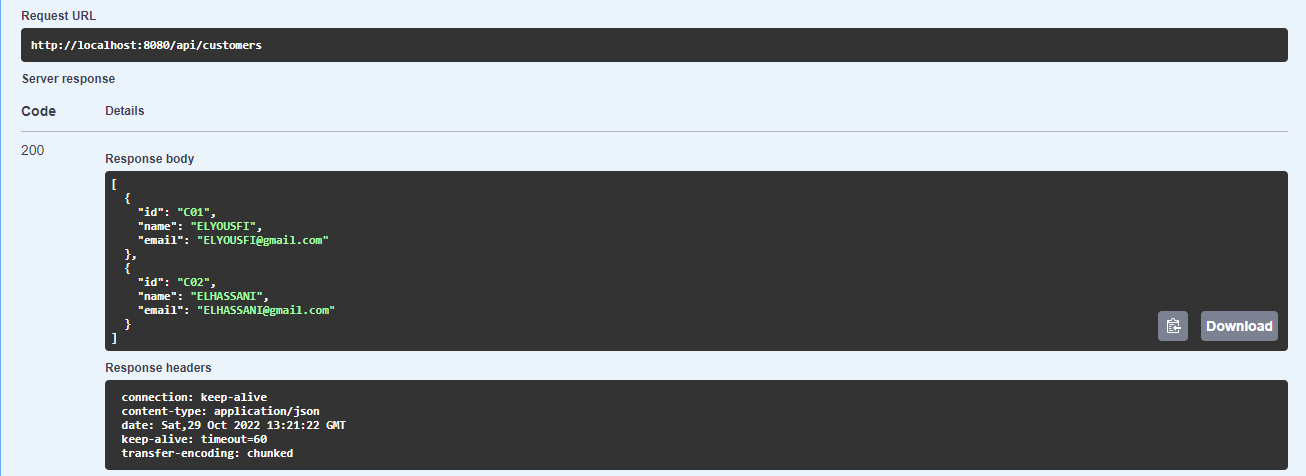 Request URL
http://localhost:8080/api/customers
Server response
Code Details
200
Response body
[
  {
    "id": "C01",
    "name": "ELYOUSFI",
    "email": "ELYOUSFI@gmail.com"
  },
  {
    "id": "C02",
    "name": "ELHASSANI",
    "email": "ELHASSANI@gmail.com"
  }
]
Download
Response headers
connection: keep-alive
content-type: application/json
date: Sat,29 Oct 2022 13:21:22 GMT
keep-alive: timeout=60
transfer-encoding: chunked